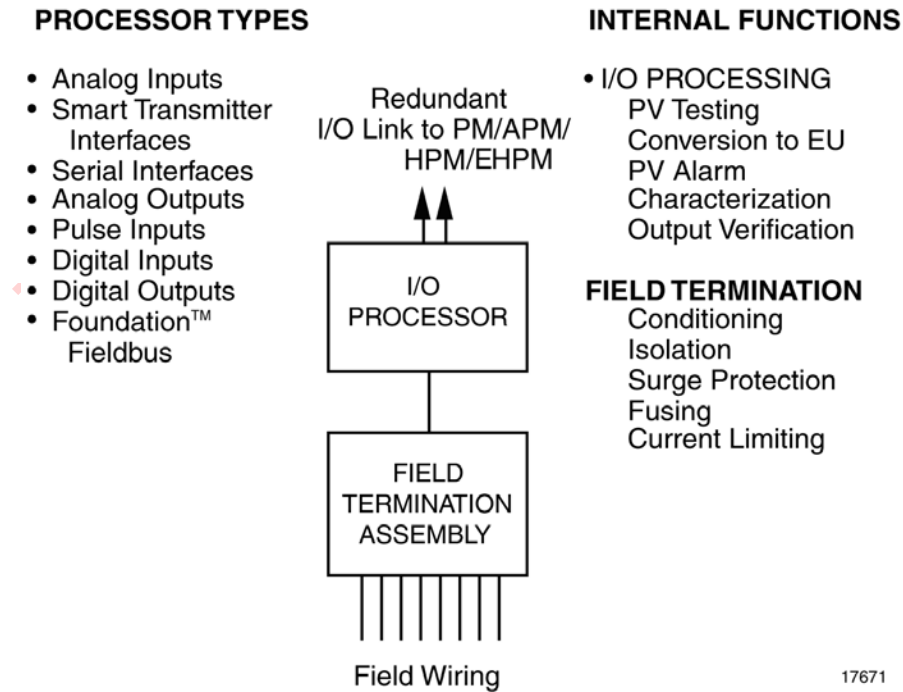 PROCESSOR TYPES
• Analog Inputs
• Smart Transmitter
Interfaces
• Serial Interfaces
• Analog Outputs
• Pulse Inputs
• Digital Inputs
• Digital Outputs
• Foundation™
Fieldbus
Redundant
I/O Link to PM/APM/
HPM/EHPM
I/O
PROCESSOR
FIELD
TERMINATION
ASSEMBLY
Field Wiring
INTERNAL FUNCTIONS
• I/O PROCESSING
PV Testing
Conversion to EU
PV Alarm
Characterization
Output Verification
FIELD TERMINATION
Conditioning
Isolation
Surge Protection
Fusing
Current Limiting
17671